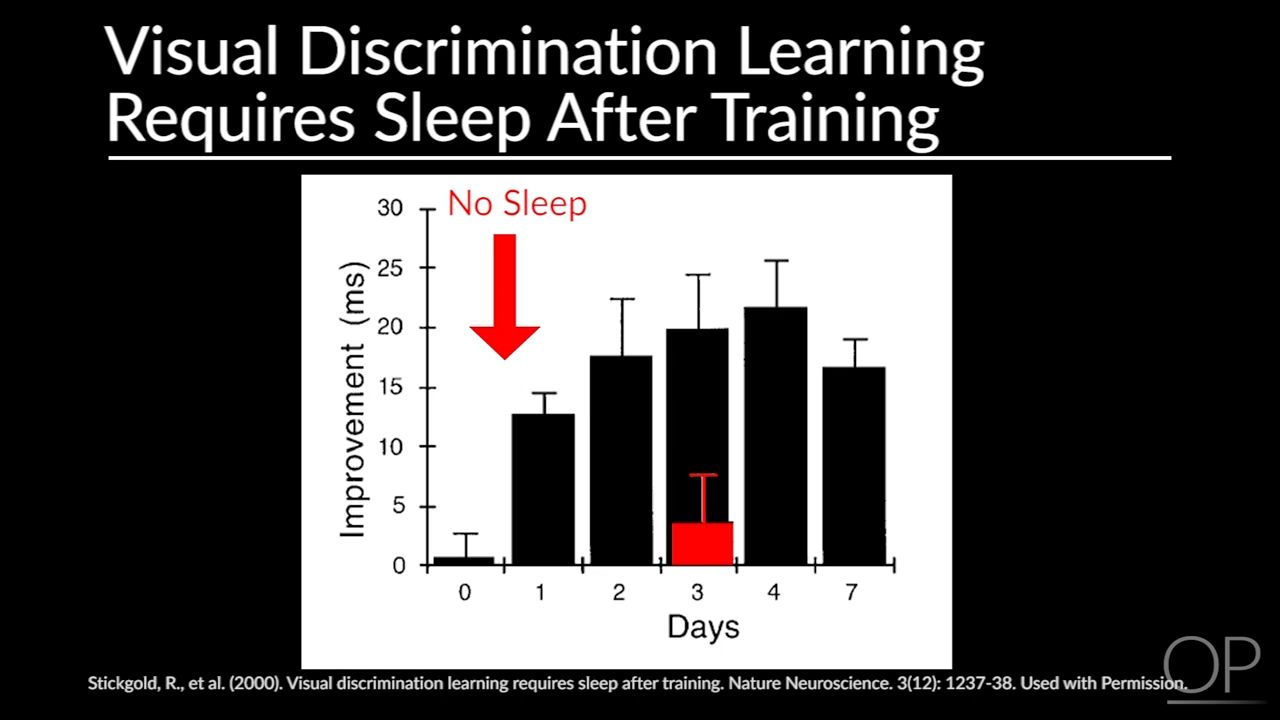 Visual Discrimination Learning
Requires Sleep After Training
No Sleep
Improvement (ms)
30
25
20
15
10
5
0
0 1 2 3 4 7
Days
Stickgold, R., et al. (2000). Visual discrimination learning requires sleep after training. Nature Neuroscience. 3(12): 1237-38. Used with Permission.
OP